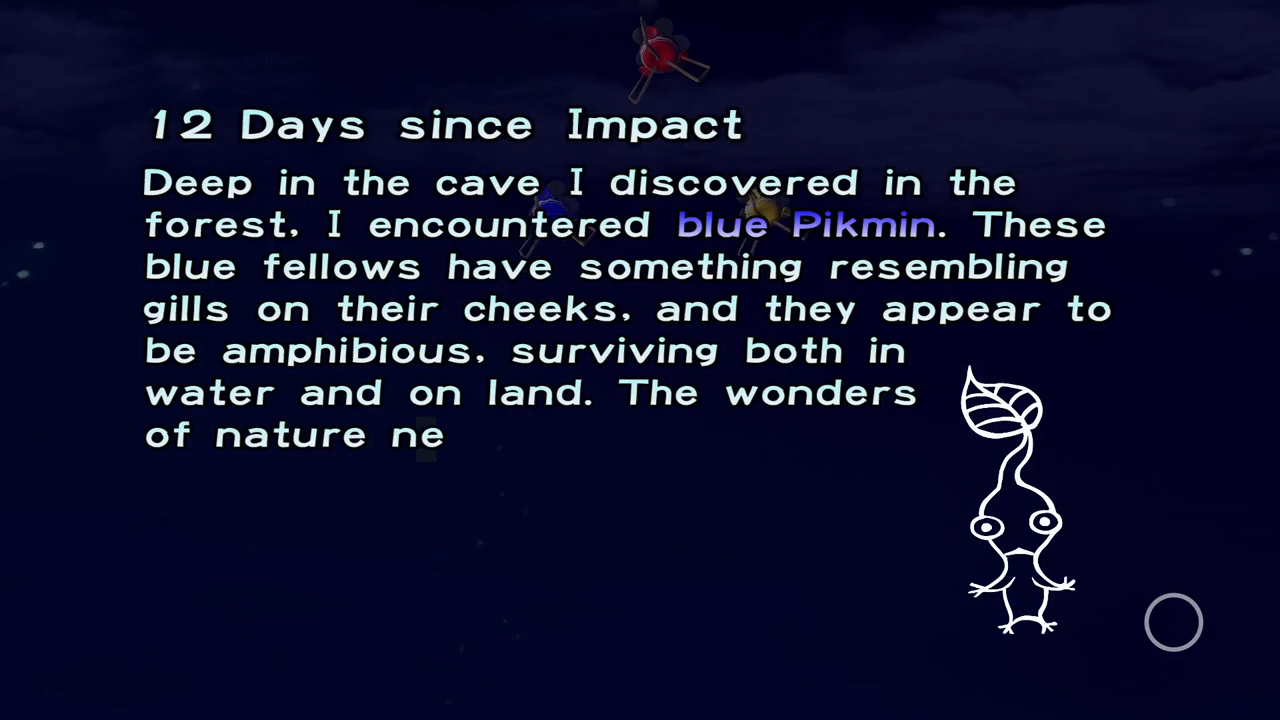 12 Days since Impact
Deep in the cave I discovered in the
forest, I encountered blue Pikmin. These
blue fellows have something resembling
gills on their cheeks, and they appear to
be amphibious, surviving both in
water and on land. The wonders
of nature ne